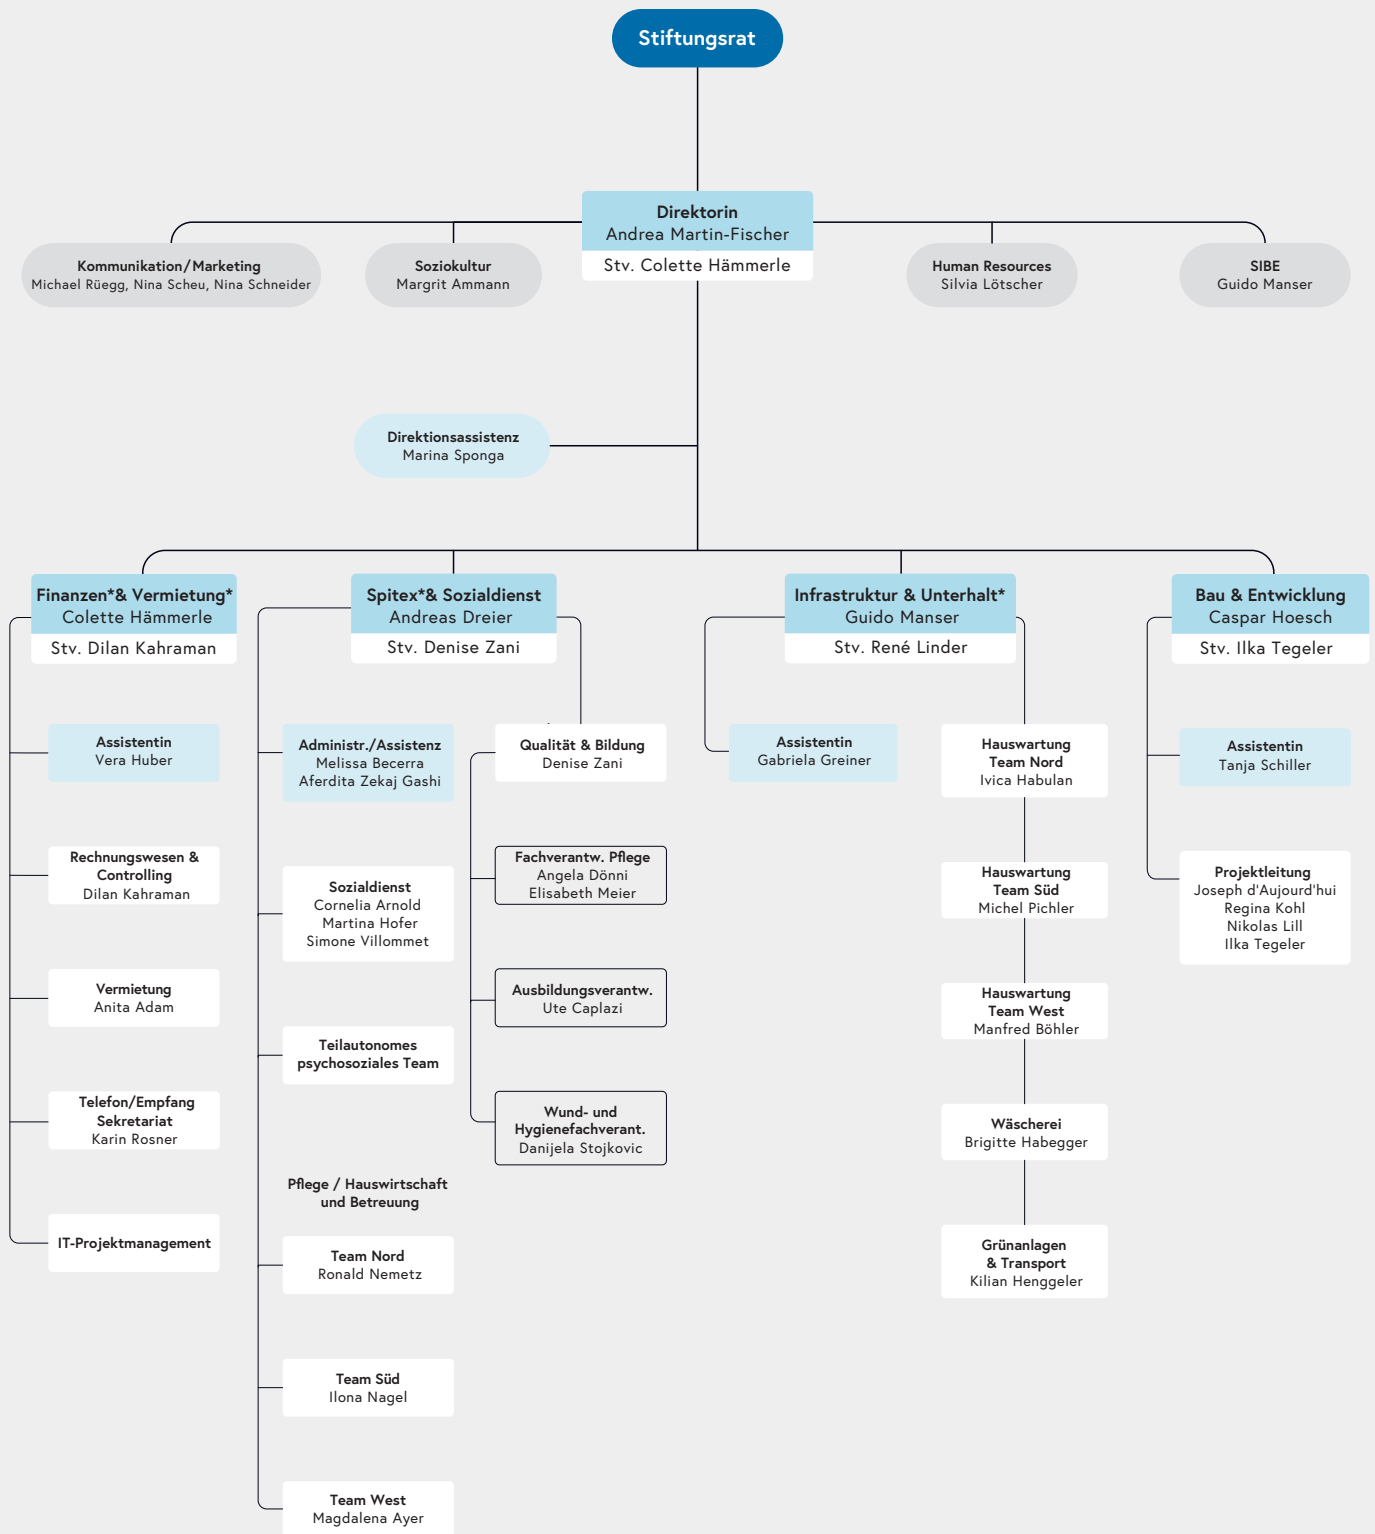 Stiftungsrat
Direktorin
Andrea Martin-Fischer
Stv. Colette Hämmerle
Kommunikation/Marketing
Michael Rüegg, Nina Scheu, Nina Schneider
Soziokultur
Margrit Ammann
Human Resources
Silvia Lötscher
SIBE
Guido Manser
Direktionsassistenz
Marina Sponga
Finanzen*& Vermietung*
Colette Hämmerle
Stv. Dilan Kahraman
Assistentin
Vera Huber
Rechnungswesen &
Controlling
Dilan Kahraman
Vermietung
Anita Adam
Telefon/Empfang
Sekretariat
Karin Rosner
IT-Projektmanagement
Spitex*& Sozialdienst
Andreas Dreier
Stv. Denise Zani
Administr./Assistenz
Melissa Becerra
Aferdita Zekaj Gashi
Sozialdienst
Cornelia Arnold
Martina Hofer
Simone Villommet
Teilautonomes
psychosoziales Team
Pflege / Hauswirtschaft
und Betreuung
Team Nord
Ronald Nemetz
Team Süd
Ilona Nagel
Team West
Magdalena Ayer
Qualität & Bildung
Denise Zani
Fachverantw. Pflege
Angela Dönni
Elisabeth Meier
Ausbildungsverantw.
Ute Caplazi
Wund- und
Hygienefachverant.
Danijela Stojkovic
Infrastruktur & Unterhalt*
Guido Manser
Stv. René Linder
Assistentin
Gabriela Greiner
Hauswartung
Team Nord
Ivica Habulan
Hauswartung
Team Süd
Michel Pichler
Hauswartung
Team West
Manfred Böhler
Wäscherei
Brigitte Habegger
Grünanlagen
& Transport
Kilian Henggeler
Bau & Entwicklung
Caspar Hoesch
Stv. Ilka Tegeler
Assistentin
Tanja Schiller
Projektleitung
Joseph d'Aujourd'hui
Regina Kohl
Nikolas Lill
Ilka Tegeler